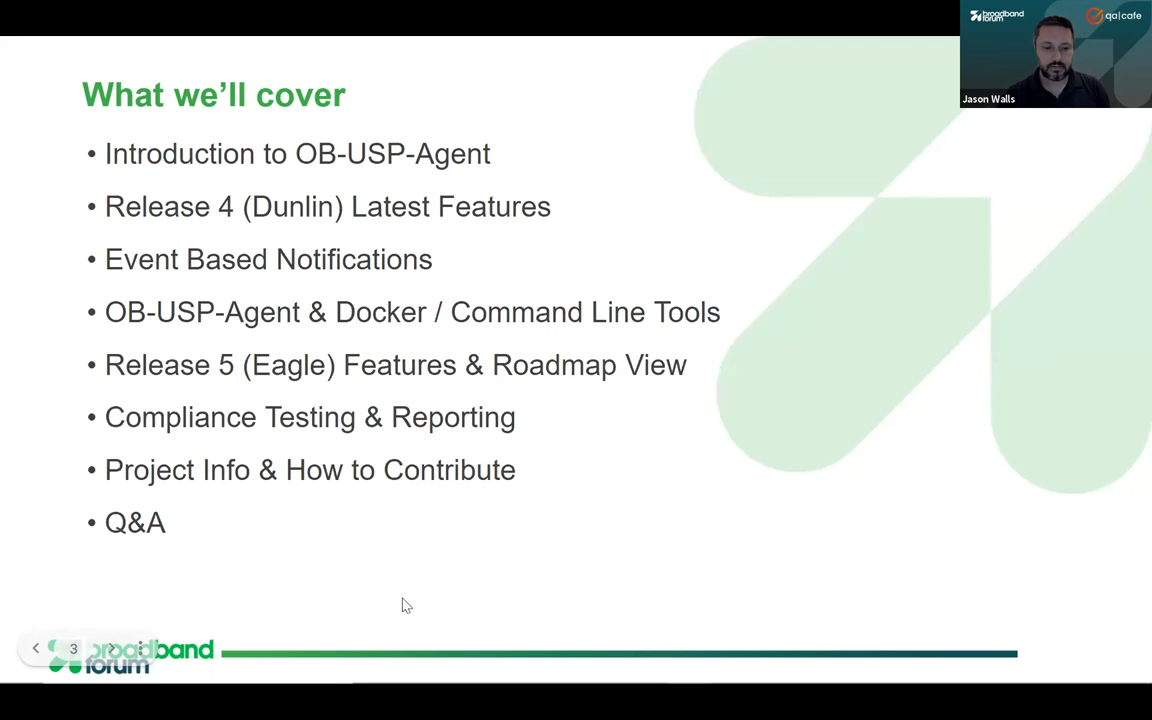 broadband
forum
qa|cafe
Jason Walls
What we'll cover
• Introduction to OB-USP-Agent
• Release 4 (Dunlin) Latest Features
• Event Based Notifications
• OB-USP-Agent & Docker / Command Line Tools
• Release 5 (Eagle) Features & Roadmap View
• Compliance Testing & Reporting
• Project Info & How to Contribute
• Q&A
3
broadband
forum